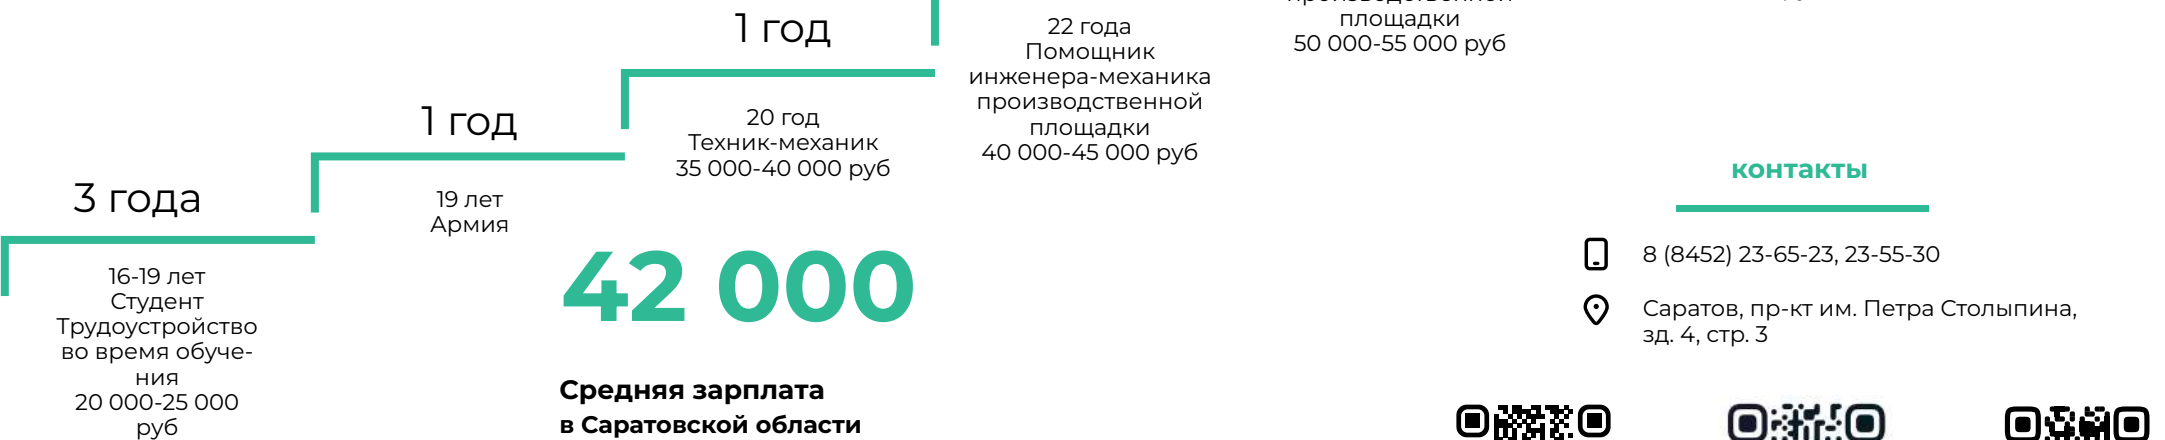 3 года
16-19 лет
Студент
Трудоустройство
во время обуче-
ния
20 000-25 000
руб
1 год
19 лет
Армия
1 год
20 год
Техник-механик
35 000-40 000 руб
22 года
Помощник
инженера-механика
производственной
площадки
40 000-45 000 руб
производственной
площадки
50 000-55 000 руб
42 000
Средняя зарплата
в Саратовской области
контакты
8 (8452) 23-65-23, 23-55-30
Саратов, пр-кт им. Петра Столыпина,
зд. 4, стр. 3